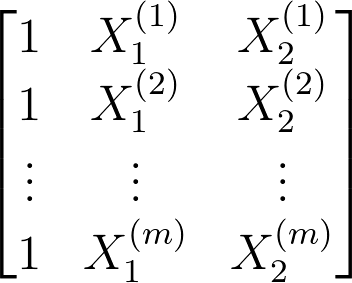 1 X_1^{(1)} X_2^{(1)}
1 X_1^{(2)} X_2^{(2)}
⋮ ⋮ ⋮
1 X_1^{(m)} X_2^{(m)}